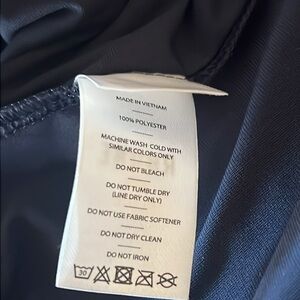 MADE IN VIETNAM
100% POLYESTER
MACHINE WASH COLD WITH
SIMILAR COLORS ONLY
DO NOT BLEACH
DO NOT TUMBLE DRY
(LINE DRY ONLY)
DO NOT USE FABRIC SOFTENER
DO NOT DRY CLEAN
DO NOT IRON
30